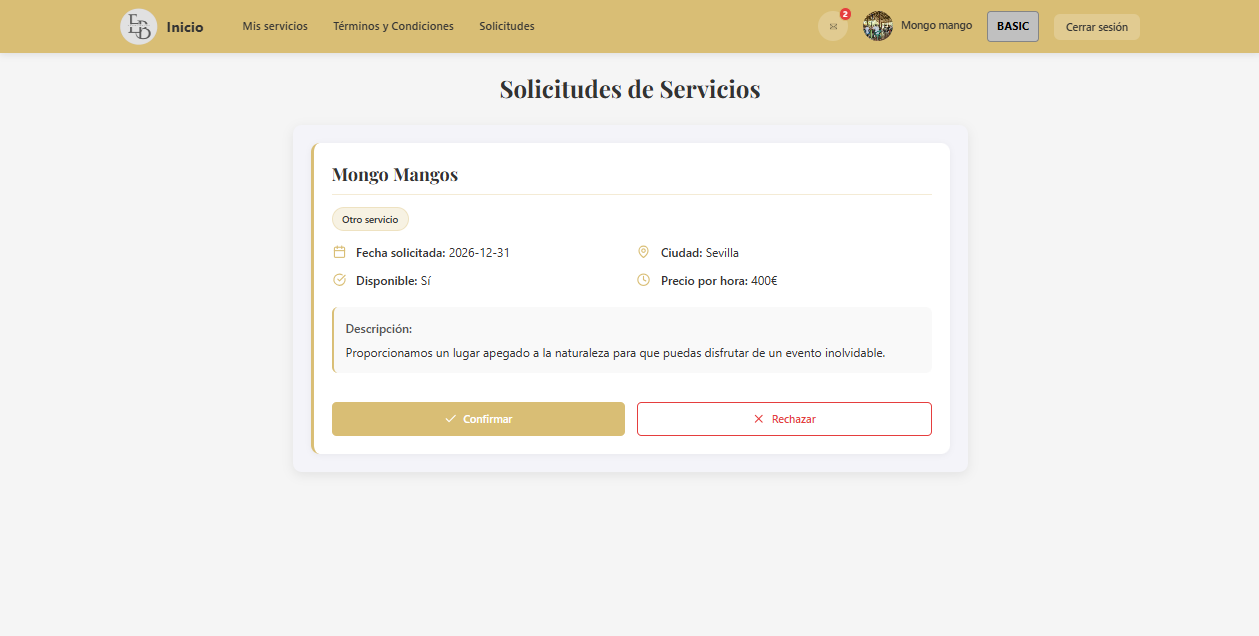 Inicio
Mis servicios
Términos y Condiciones
Solicitudes
2
Mongo mango
BASIC
Cerrar sesión
Solicitudes de Servicios
Mongo Mangos
Otro servicio
Fecha solicitada: 2026-12-31
Ciudad: Sevilla
Disponible: Sí
Precio por hora: 400€
Descripción:
Proporcionamos un lugar apegado a la naturaleza para que puedas disfrutar de un evento inolvidable.
Confirmar
Rechazar